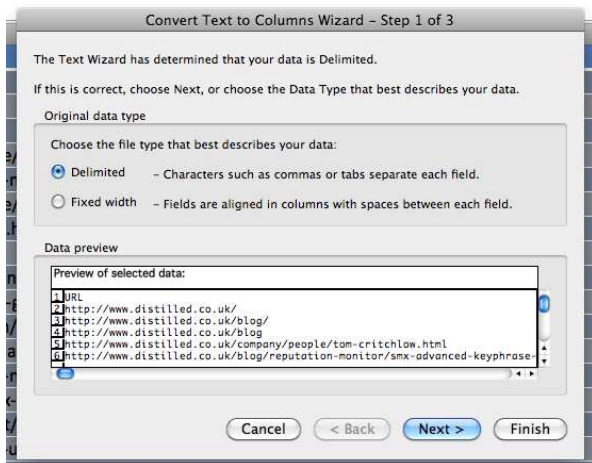 Convert Text to Columns Wizard – Step 1 of 3
The Text Wizard has determined that your data is Delimited.
If this is correct, choose Next, or choose the Data Type that best describes your data.
Original data type
Choose the file type that best describes your data:
Delimited – Characters such as commas or tabs separate each field.
Fixed width – Fields are aligned in columns with spaces between each field.
Data preview
Preview of selected data:
1 URL
2 http://www.distilled.co.uk/
3 http://www.distilled.co.uk/blog/
4 http://www.distilled.co.uk/blog
5 http://www.distilled.co.uk/company/people/tom-critchlow.html
6 http://www.distilled.co.uk/blog/reputation-monitor/smx-advanced-keyphrase-
Cancel < Back Next > Finish